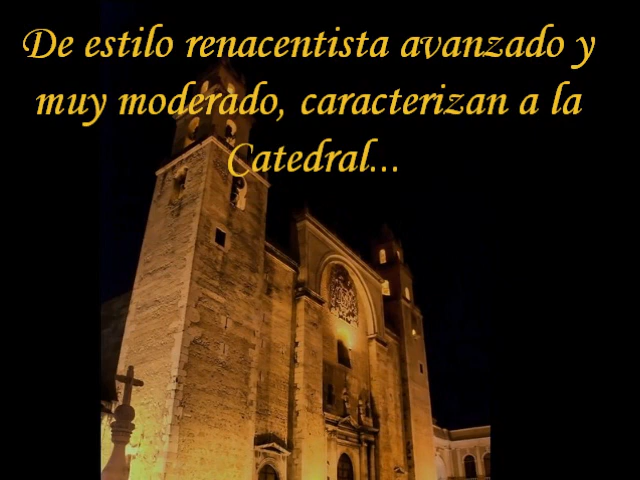 De estilo renacentista avanzado y
muy moderado, caracterizan a la
Catedral...